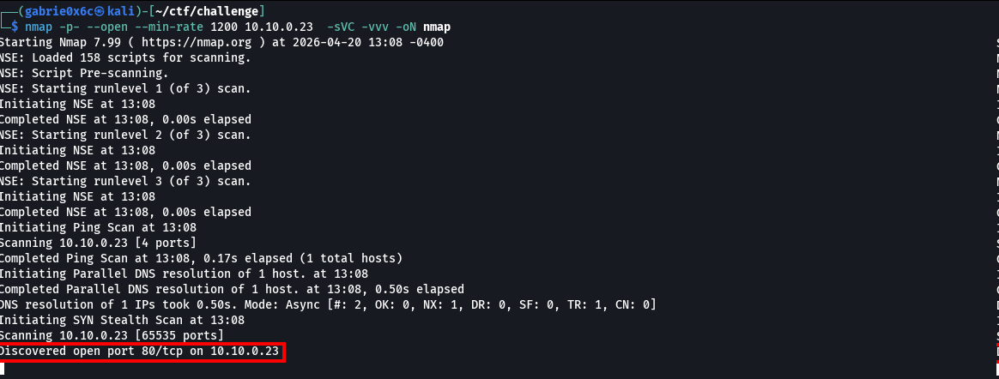 ┌──(gabrie0x6c㉿kali)-[~/ctf/challenge]
└─$ nmap -p- --open --min-rate 1200 10.10.0.23  -sVC -vvv -oN nmap
Starting Nmap 7.99 ( https://nmap.org ) at 2026-04-20 13:08 -0400
NSE: Loaded 158 scripts for scanning.
NSE: Script Pre-scanning.
NSE: Starting runlevel 1 (of 3) scan.
Initiating NSE at 13:08
Completed NSE at 13:08, 0.00s elapsed
NSE: Starting runlevel 2 (of 3) scan.
Initiating NSE at 13:08
Completed NSE at 13:08, 0.00s elapsed
NSE: Starting runlevel 3 (of 3) scan.
Initiating NSE at 13:08
Completed NSE at 13:08, 0.00s elapsed
Initiating Ping Scan at 13:08
Scanning 10.10.0.23 [4 ports]
Completed Ping Scan at 13:08, 0.17s elapsed (1 total hosts)
Initiating Parallel DNS resolution of 1 host. at 13:08
Completed Parallel DNS resolution of 1 host. at 13:08, 0.50s elapsed
DNS resolution of 1 IPs took 0.50s. Mode: Async [#: 2, OK: 0, NX: 1, DR: 0, SF: 0, TR: 1, CN: 0]
Initiating SYN Stealth Scan at 13:08
Scanning 10.10.0.23 [65535 ports]
Discovered open port 80/tcp on 10.10.0.23